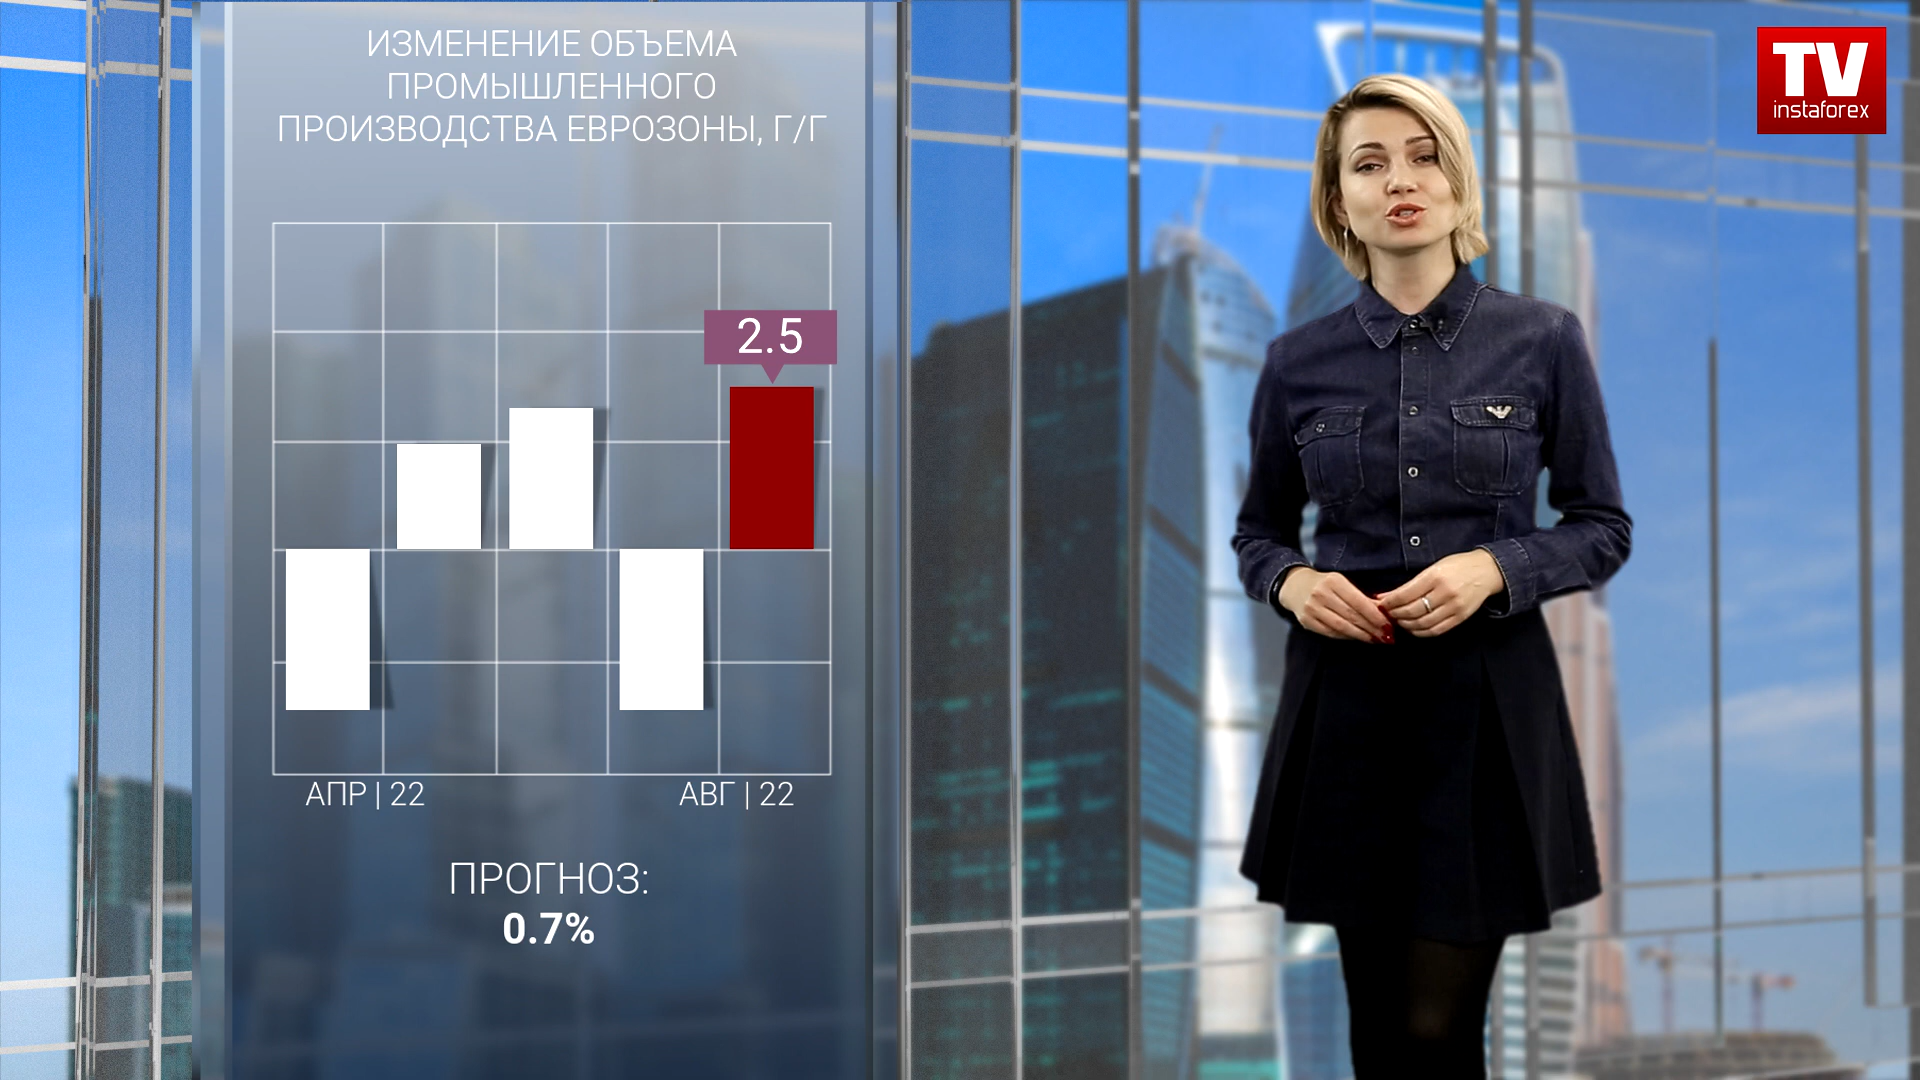 ИЗМЕНЕНИЕ ОБЪЕМА
ПРОМЫШЛЕННОГО
ПРОИЗВОДСТВА ЕВРОЗОНЫ, Г/Г
2.5
АПР | 22
АВГ | 22
ПРОГНОЗ:
0.7%
TV
instaforex